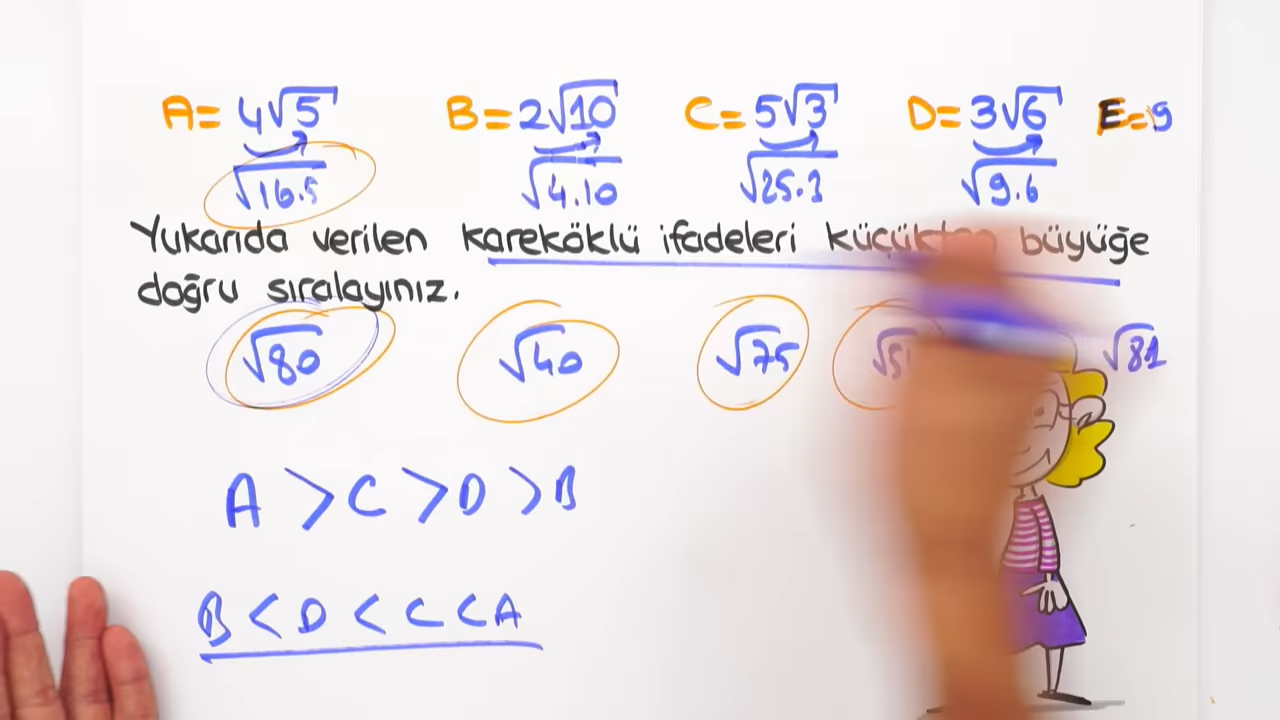 A= 4√5 B= 2√10 C= 5√3 D= 3√6 E=9
√16.5 √4.10 √25.3 √9.6
Yukarıda verilen kareköklü ifadeleri büyüğe
doğru sıralayınız.
√80 √40 √75 √81
A > C > D > B
B < D < C < A